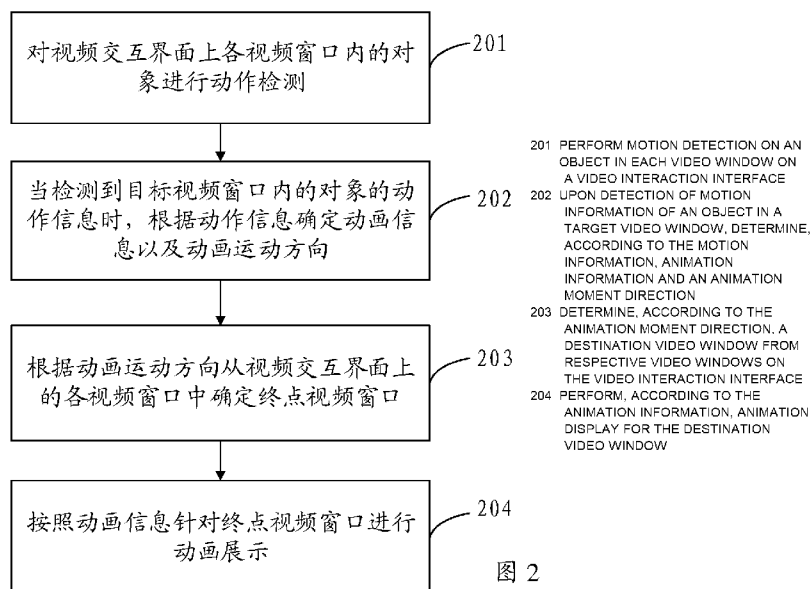 对视频交互界面上各视频窗口内的对
象进行动作检测
201
当检测到目标视频窗口内的对象的动
作信息时，根据动作信息确定动画信
息以及动画运动方向
202
根据动画运动方向从视频交互界面上
的各视频窗口中确定终点视频窗口
203
按照动画信息针对终点视频窗口进行
动画展示
204
图 2
201 PERFORM MOTION DETECTION ON AN
OBJECT IN EACH VIDEO WINDOW ON
A VIDEO INTERACTION INTERFACE
202 UPON DETECTION OF MOTION
INFORMATION OF AN OBJECT IN A
TARGET VIDEO WINDOW, DETERMINE,
ACCORDING TO THE MOTION
INFORMATION, ANIMATION
INFORMATION AND AN ANIMATION
MOMENT DIRECTION
203 DETERMINE, ACCORDING TO THE
ANIMATION MOMENT DIRECTION, A
DESTINATION VIDEO WINDOW FROM
RESPECTIVE VIDEO WINDOWS ON
THE VIDEO INTERACTION INTERFACE
204 PERFORM, ACCORDING TO THE
ANIMATION INFORMATION, ANIMATION
DISPLAY FOR THE DESTINATION
VIDEO WINDOW